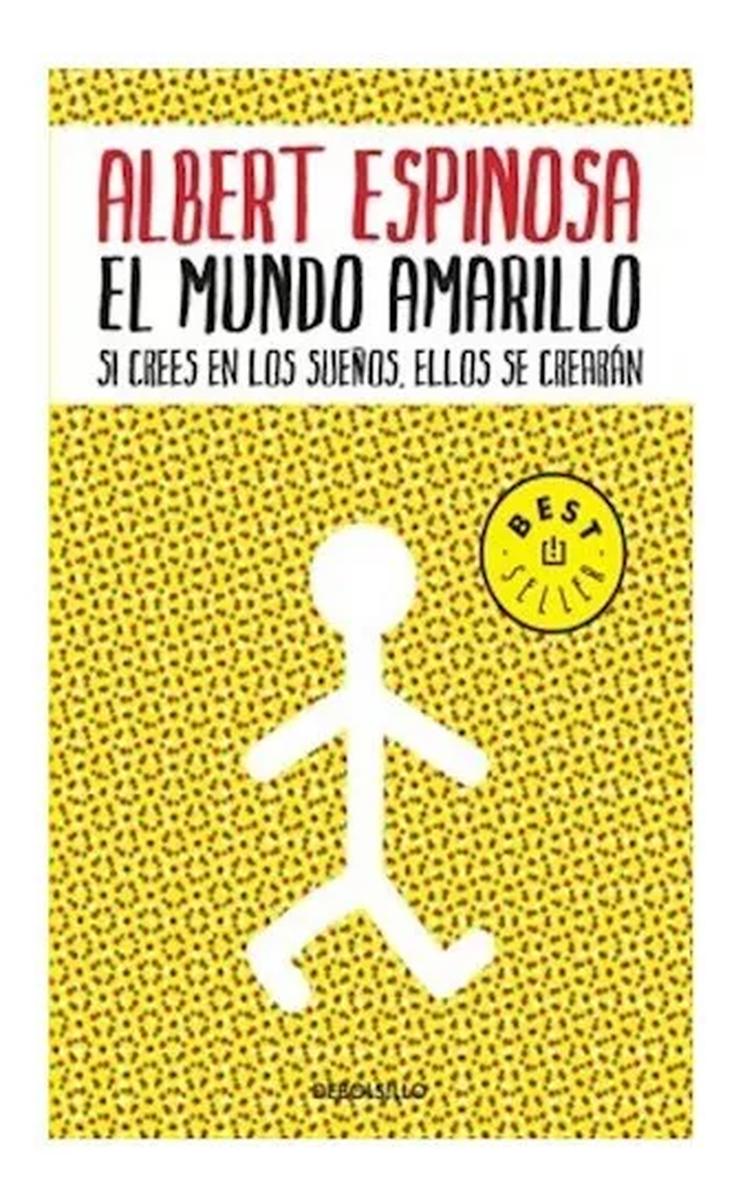 ALBERT ESPINOSA
EL MUNDO AMARILLO
SI CREES EN LOS SUEÑOS, ELLOS SE CREARÁN
BEST
SELLER
DEBOLSILLO